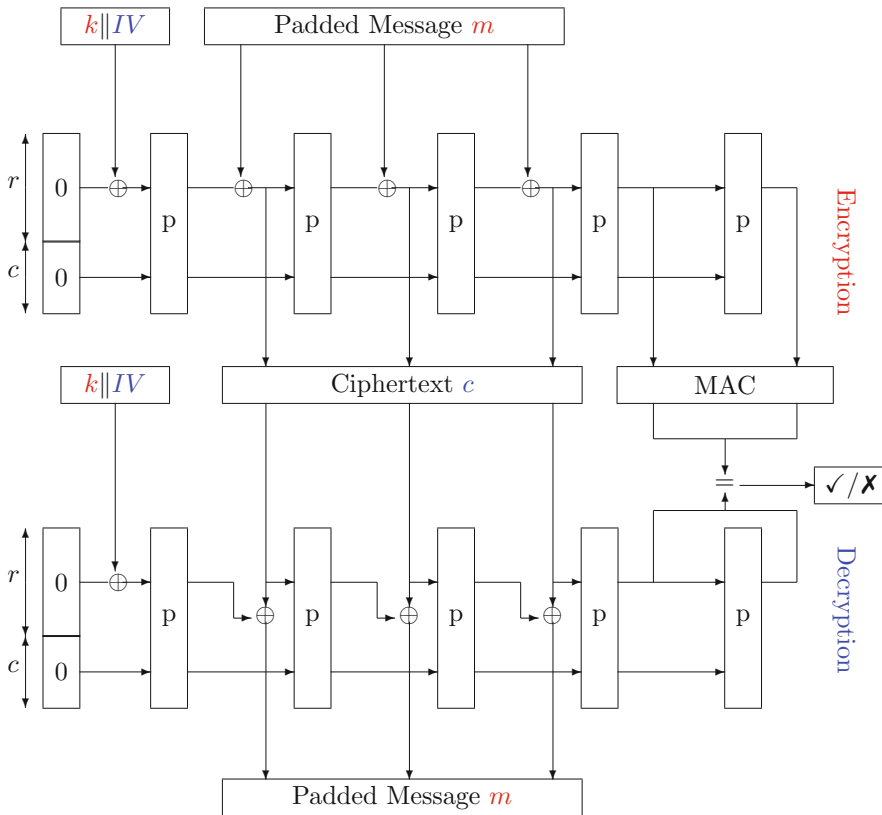 k∥IV
Padded Message m
r
0
p
p
p
p
p
c
0
Encryption
k∥IV
Ciphertext c
MAC
= ✓/✗
r
0
p
p
p
p
p
c
0
Decryption
Padded Message m